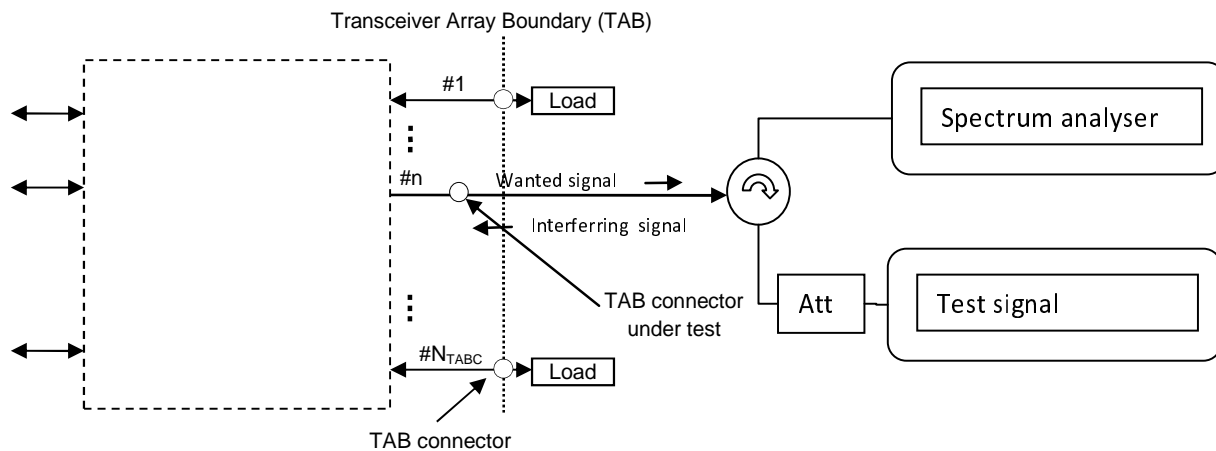 Transceiver Array Boundary (TAB)
#1
Load
Spectrum analyser
#n
Wanted signal
Interferring signal
TAB connector
under test
Att
Test signal
#N_TABC
Load
TAB connector